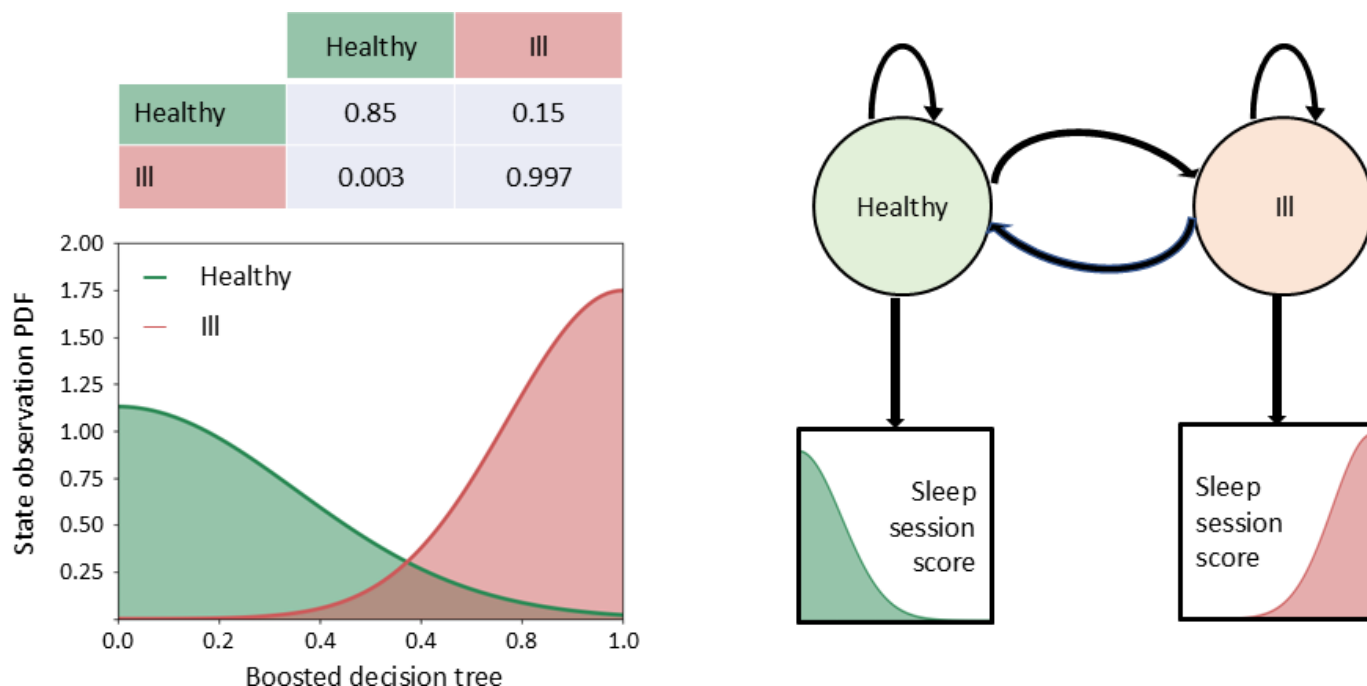 Healthy Ill
Healthy 0.85 0.15
Ill 0.003 0.997
State observation PDF
2.00
1.75
1.50
1.25
1.00
0.75
0.50
0.25
Healthy
Ill
0.0 0.4 0.4 0.4 0.8 1.0
Boosted decision tree
Healthy
Ill
Sleep
session
score
Sleep
session
score